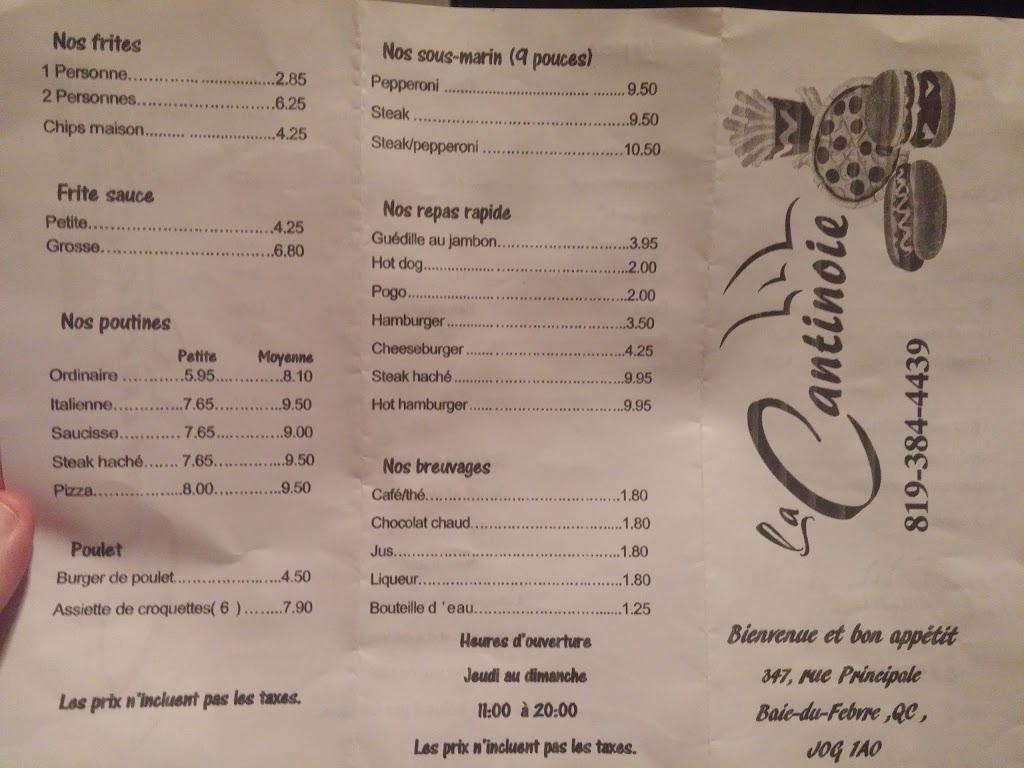 Nos frites
1 Personne..............................2.85
2 Personnes............................6.25
Chips maison...........................4.25
Frite sauce
Petite......................................4.25
Grosse....................................6.80
Nos poutines
Petite Moyenne
Ordinaire ............5.95.............8.10
Italienne..............7.65..............9.50
Saucisse............ 7.65..............9.00
Steak haché....... 7.65..............9.50
Pizza..................8.00..............9.50
Poulet
Burger de poulet......................4.50
Assiette de croquettes( 6 )........7.90
Les prix n'incluent pas les taxes.
Nos sous-marin (9 pouces)
Pepperoni ......................................9.50
Steak .............................................9.50
Steak/pepperoni .............................10.50
Nos repas rapide
Guédille au jambon...........................3.95
Hot dog...........................................2.00
Pogo...............................................2.00
Hamburger......................................3.50
Cheeseburger..................................4.25
Steak haché....................................9.95
Hot hamburger.................................9.95
Nos breuvages
Café/thé..........................................1.80
Chocolat chaud................................1.80
Jus..................................................1.80
Liqueur............................................1.80
Bouteille d 'eau................................1.25
Heures d'ouverture
Jeudi au dimanche
11:00 à 20:00
Les prix n'incluent pas les taxes.
La Cantinoie
819-384-4439
Bienvenue et bon appétit
347, rue Principale
Baie-du-Febvre ,QC ,
J0G 1A0